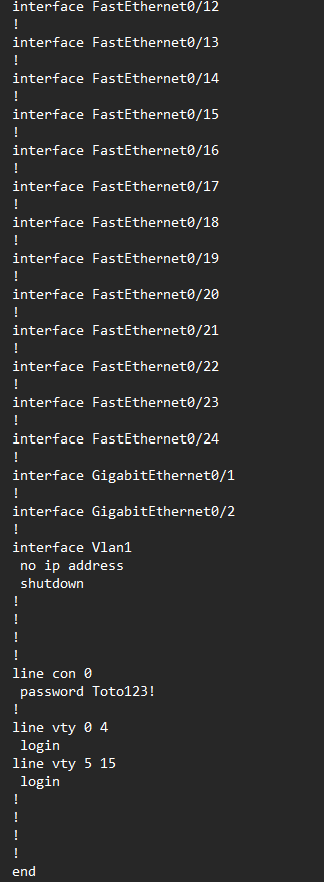 interface FastEthernet0/12
!
interface FastEthernet0/13
!
interface FastEthernet0/14
!
interface FastEthernet0/15
!
interface FastEthernet0/16
!
interface FastEthernet0/17
!
interface FastEthernet0/18
!
interface FastEthernet0/19
!
interface FastEthernet0/20
!
interface FastEthernet0/21
!
interface FastEthernet0/22
!
interface FastEthernet0/23
!
interface FastEthernet0/24
!
interface GigabitEthernet0/1
!
interface GigabitEthernet0/2
!
interface Vlan1
 no ip address
 shutdown
!
!
!
!
line con 0
 password Toto123!
!
line vty 0 4
 login
line vty 5 15
 login
!
!
!
!
end